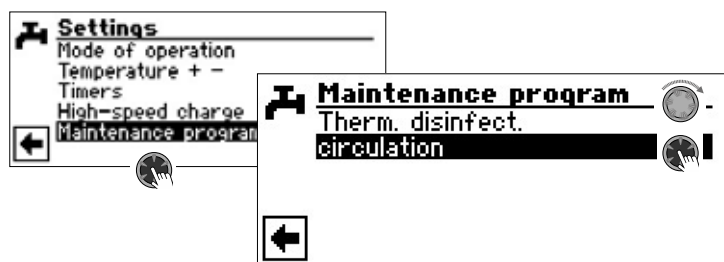 Settings
Mode of operation
Temperature + −
Timers
High-speed charge
Maintenance program
Maintenance program
Therm. disinfect.
circulation